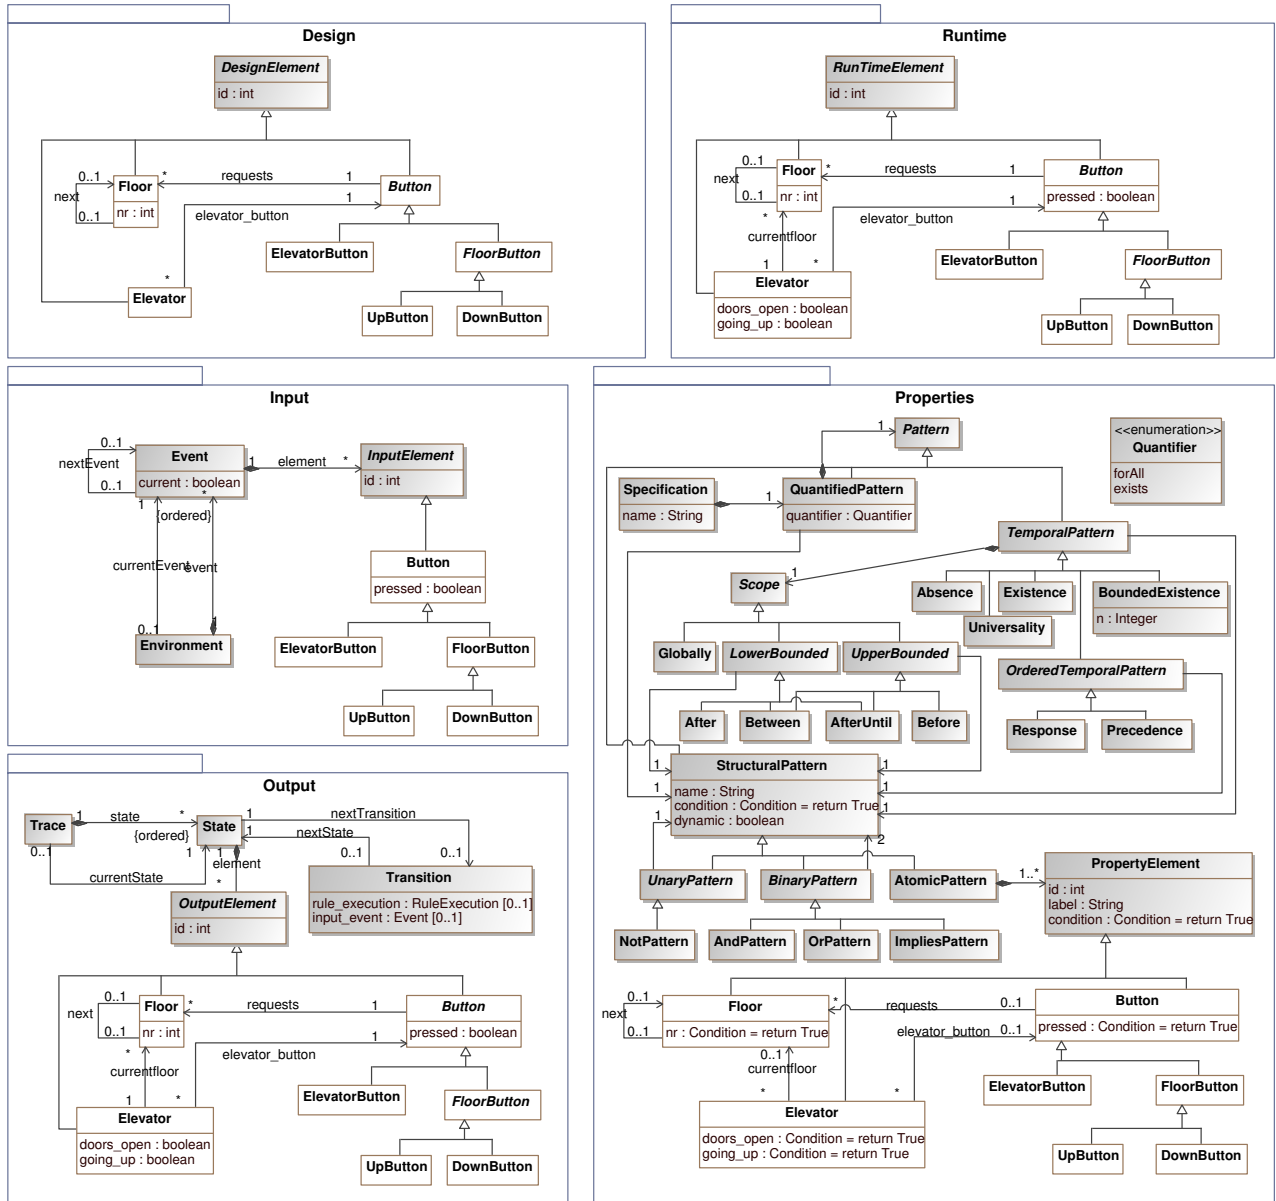 Design
DesignElement
id : int
0..1
*
requests
1
next
Floor
Button
0..1
nr : int
1
elevator_button
ElevatorButton
FloorButton
*
Elevator
UpButton
DownButton
Runtime
RunTimeElement
id : int
0..1
*
requests
1
next
Floor
Button
0..1
nr : int
pressed : boolean
*
1
elevator_button
currentfloor
ElevatorButton
FloorButton
1
*
Elevator
doors_open : boolean
going_up : boolean
UpButton
DownButton
Input
0..1
nextEvent
Event
1
element
*
InputElement
0..1
current : boolean
id : int
1
*
{ordered}
currentEvent
event
Button
pressed : boolean
0..1
1
Environment
ElevatorButton
FloorButton
UpButton
DownButton
Properties
1
Pattern
<<enumeration>>
Quantifier
forAll
exists
Specification
1
QuantifiedPattern
name : String
quantifier : Quantifier
TemporalPattern
1
Scope
Absence
Existence
BoundedExistence
n : Integer
Universality
Globally
LowerBounded
UpperBounded
OrderedTemporalPattern
After
Between
AfterUntil
Before
Response
Precedence
1
StructuralPattern
1
1
name : String
1
condition : Condition = return True
1
dynamic : boolean
1
2
UnaryPattern
BinaryPattern
AtomicPattern
1..*
PropertyElement
id : int
label : String
condition : Condition = return True
NotPattern
AndPattern
OrPattern
ImpliesPattern
0..1
Floor
*
requests
0..1
Button
next
nr : Condition = return True
pressed : Condition = return True
0..1
elevator_button
0..1
0..1
currentfloor
*
*
ElevatorButton
FloorButton
Elevator
doors_open : Condition = return True
going_up : Condition = return True
UpButton
DownButton
Output
Trace
1
state
*
State
1
nextTransition
{ordered}
1
nextState
0..1
1
1
0..1
0..1
currentState
element
*
Transition
rule_execution : RuleExecution [0..1]
input_event : Event [0..1]
OutputElement
id : int
0..1
*
requests
1
next
Floor
Button
0..1
nr : int
pressed : boolean
*
1
elevator_button
currentfloor
ElevatorButton
FloorButton
1
*
Elevator
doors_open : boolean
going_up : boolean
UpButton
DownButton